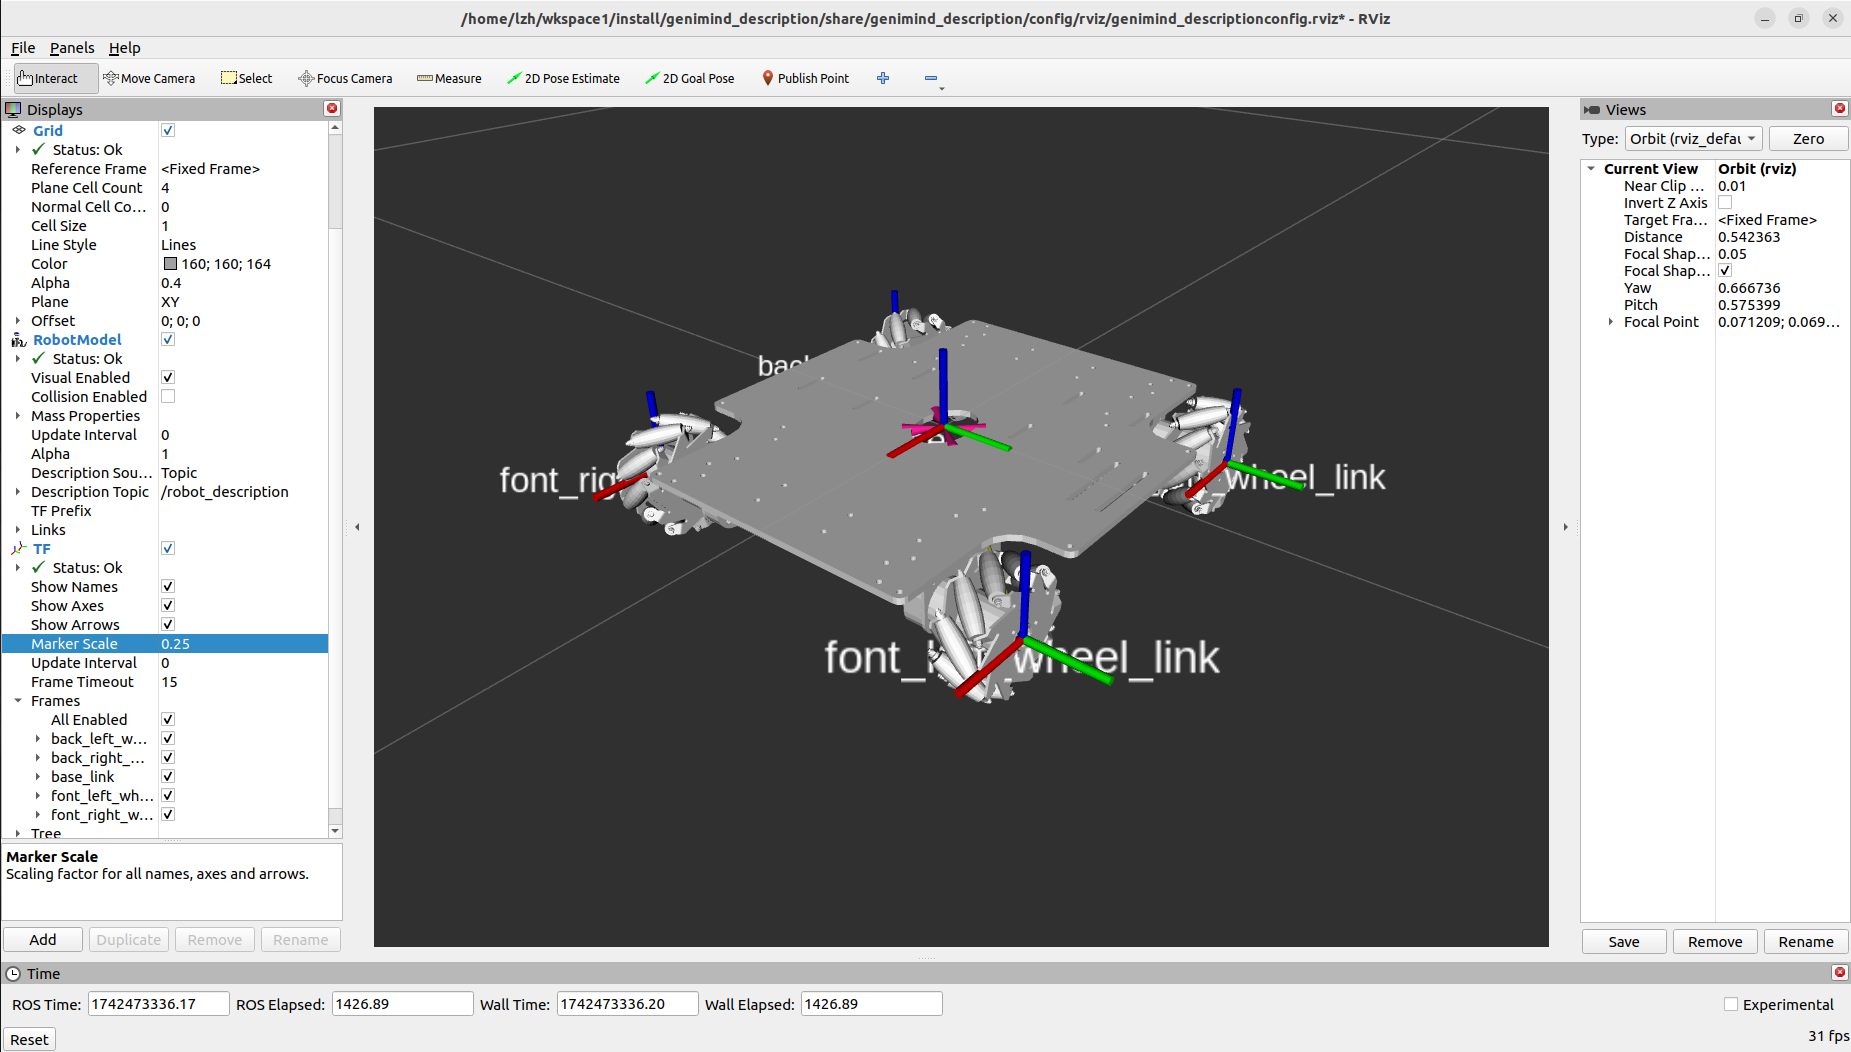 /home/lzh/wkspace1/install/genimind_description/share/genimind_description/config/rviz/genimind_descriptionconfig.rviz* - RViz
File Panels Help
Interact Move Camera Select Focus Camera Measure 2D Pose Estimate 2D Goal Pose Publish Point
Displays
Grid
Status: Ok
Reference Frame <Fixed Frame>
Plane Cell Count 4
Normal Cell Co... 0
Cell Size 1
Line Style Lines
Color 160; 160; 164
Alpha 0.4
Plane XY
Offset 0; 0; 0
RobotModel
Status: Ok
Visual Enabled
Collision Enabled
Mass Properties
Update Interval 0
Alpha 1
Description Sou... Topic
Description Topic /robot_description
TF Prefix
Links
TF
Status: Ok
Show Names
Show Axes
Show Arrows
Marker Scale 0.25
Update Interval 0
Frame Timeout 15
Frames
All Enabled
back_left_w...
back_right_...
base_link
font_left_wh...
font_right_w...
Tree
Marker Scale
Scaling factor for all names, axes and arrows.
Add Duplicate Remove Rename
bac
font_rig
_wheel_link
font_l wheel_link
Views
Type: Orbit (rviz_defau Zero
Current View Orbit (rviz)
Near Clip ... 0.01
Invert Z Axis
Target Fra... <Fixed Frame>
Distance 0.542363
Focal Shap... 0.05
Focal Shap...
Yaw 0.666736
Pitch 0.575399
Focal Point 0.071209; 0.069...
Save Remove Rename
Time
ROS Time: 1742473336.17 ROS Elapsed: 1426.89 Wall Time: 1742473336.20 Wall Elapsed: 1426.89 Experimental
Reset 31 fps